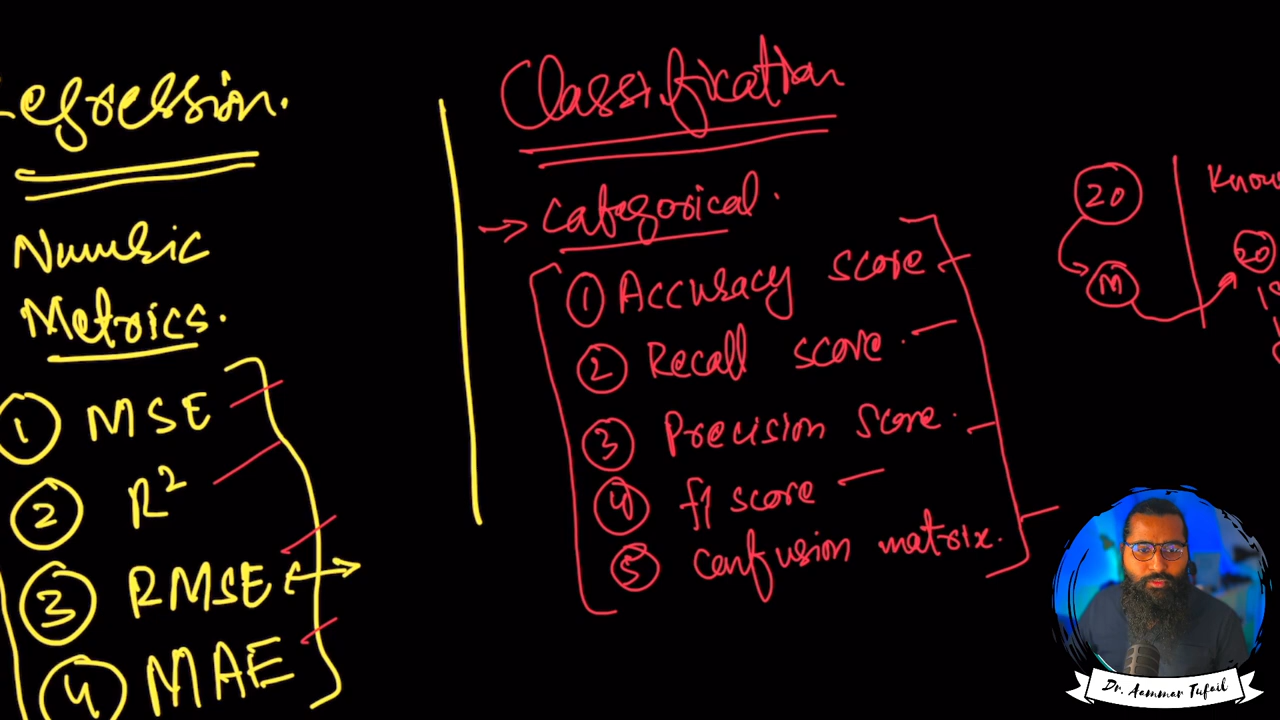 Regression.
Numeric
Metrics.
1 MSE
2 R²
3 RMSE
4 MAE
Classification
→ Categorical.
1 Accuracy score
2 Recall score.
3 Precision Score.
4 f1 score
5 Confusion matrix.
20
M
20
Dr. Aammar Tufail